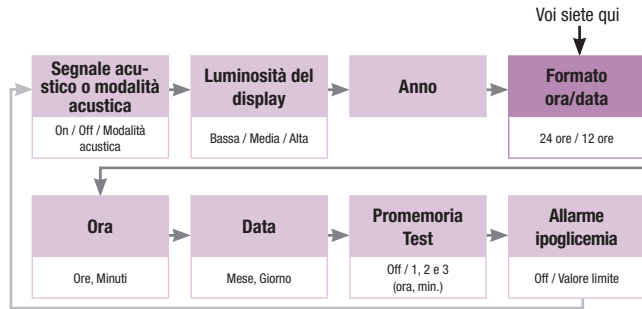 Voi siete qui
Segnale acu-
stico o modalità
acustica
On / Off / Modalità
acustica
Luminosità del
display
Bassa / Media / Alta
Anno
Formato
ora/data
24 ore / 12 ore
Ora
Ore, Minuti
Data
Mese, Giorno
Promemoria
Test
Off / 1, 2 e 3
(ora, min.)
Allarme
ipoglicemia
Off / Valore limite